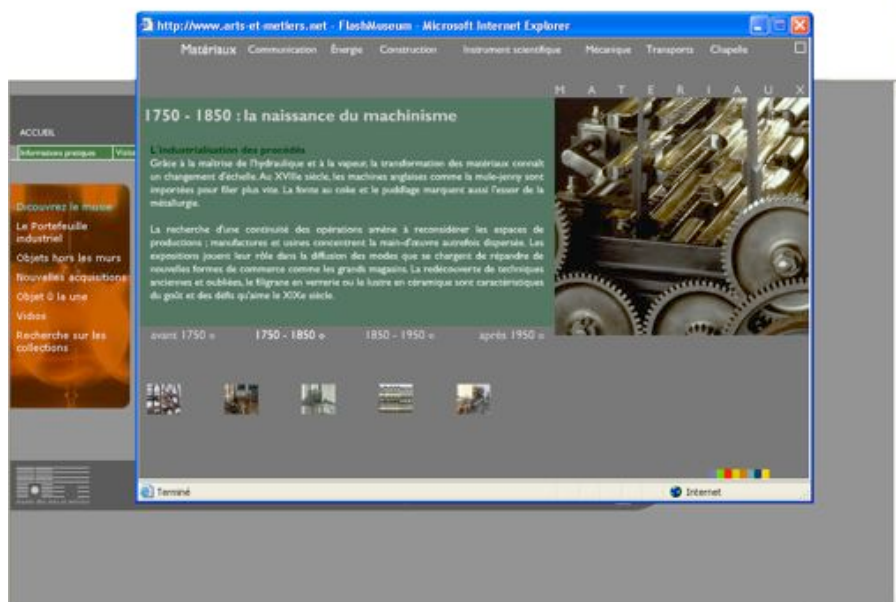 http://www.arts-et-metiers.net - FlashMuseum - Microsoft Internet Explorer
Matériaux Communication Énergie Construction Instrument scientifique Mécanique Transports Chapelle
M A T E R I A U X
1750 - 1850 : la naissance du machinisme
L'industrialisation des procédés
Grâce à la maîtrise de l'hydraulique et à la vapeur, la transformation des matériaux connaît
un changement d'échelle. Au XVIIIe siècle, les machines anglaises comme la mule-jenny sont
importées pour filer plus vite. La fonte au coke et le puddlage marquent aussi l'essor de la
métallurgie.
La recherche d'une continuité des opérations amène à reconsidérer les espaces de
productions ; manufactures et usines concentrent la main-d'œuvre autrefois dispersée. Les
expositions jouent leur rôle dans la diffusion des modes que se chargent de répandre de
nouvelles formes de commerce comme les grands magasins. La redécouverte de techniques
anciennes et oubliées, le filigrane en verrerie ou le lustre en céramique sont caractéristiques
du goût et des défis qu'aime le XIXe siècle.
avant 1750 1750 - 1850 1850 - 1950 après 1950
Terminé Internet
ACCUEIL
Informations pratiques
Découvrez le musée
Le Portefeuille
industriel
Objets hors les murs
Nouvelles acquisitions
Objet à la une
Vidéos
Recherche sur les
collections